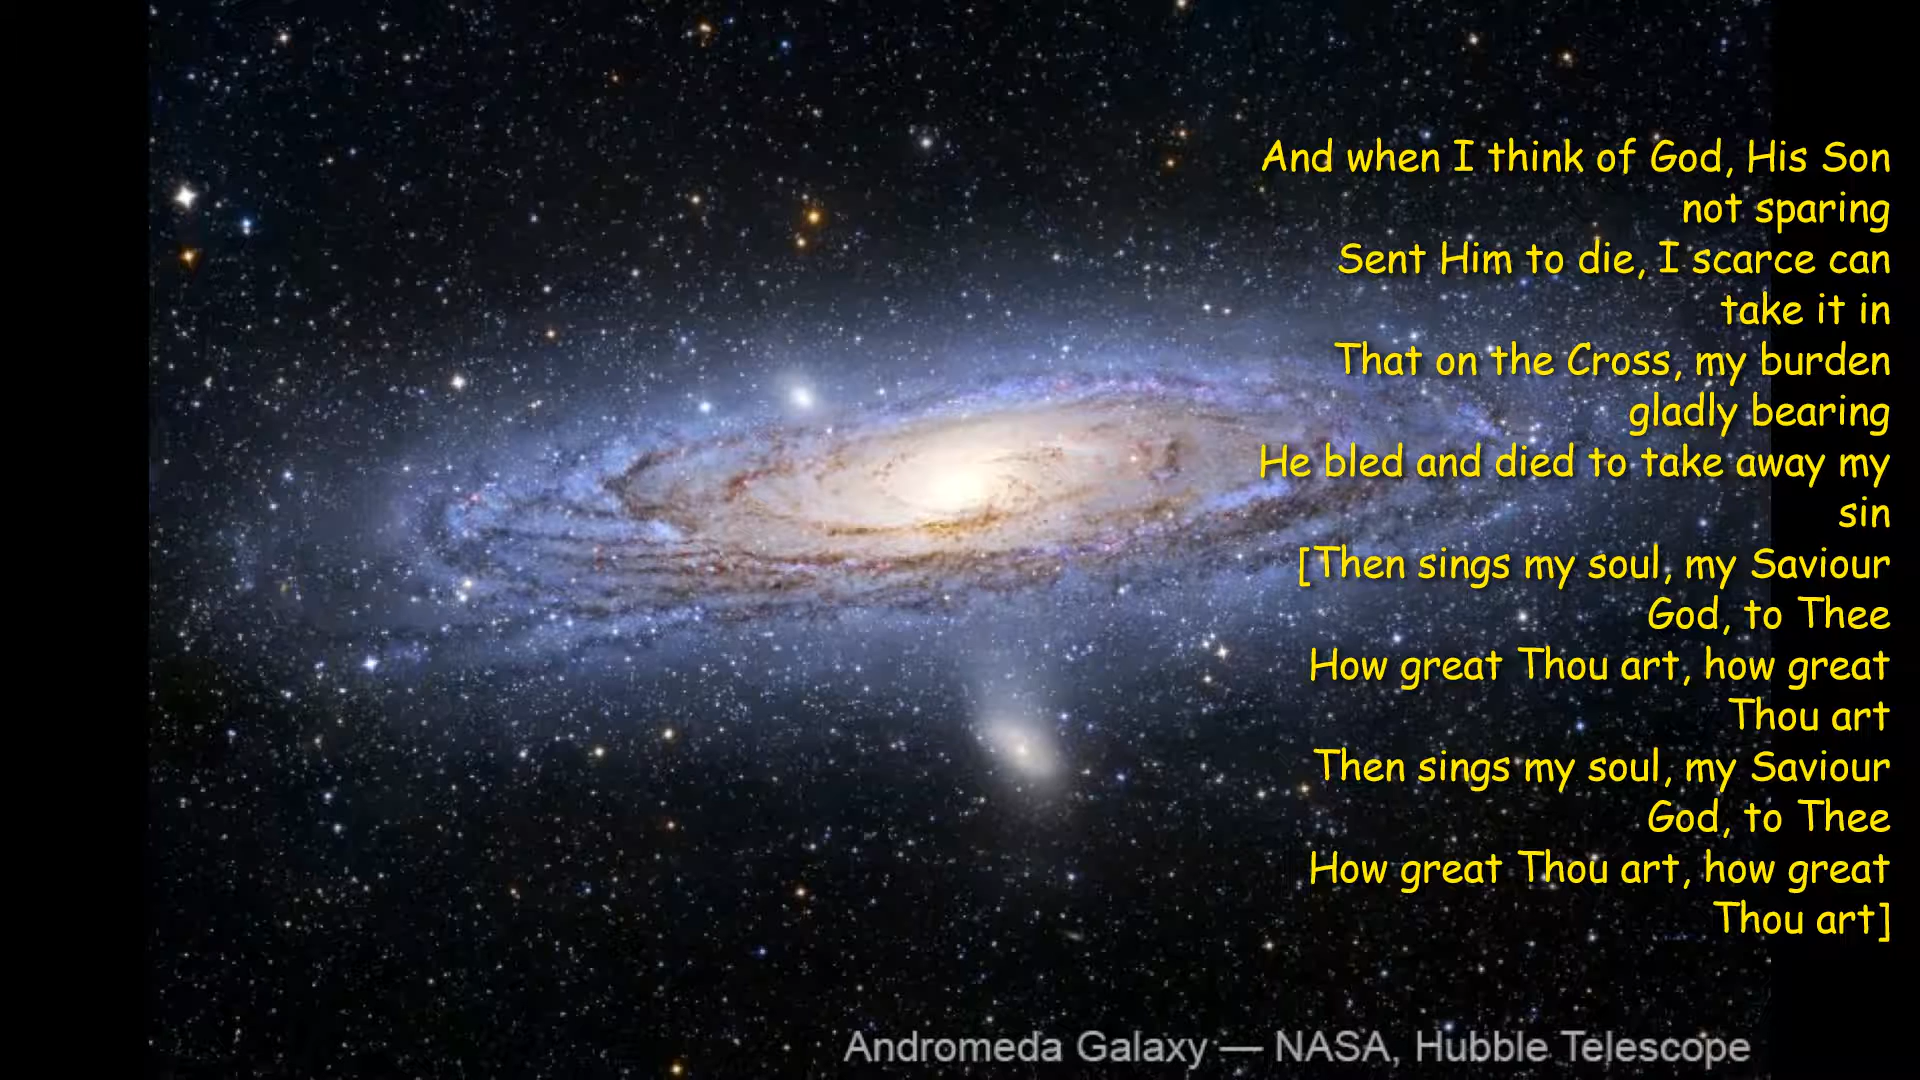 And when I think of God, His Son
not sparing
Sent Him to die, I scarce can
take it in
That on the Cross, my burden
gladly bearing
He bled and died to take away my
sin
[Then sings my soul, my Saviour
God, to Thee
How great Thou art, how great
Thou art
Then sings my soul, my Saviour
God, to Thee
How great Thou art, how great
Thou art]
Andromeda Galaxy — NASA, Hubble Telescope